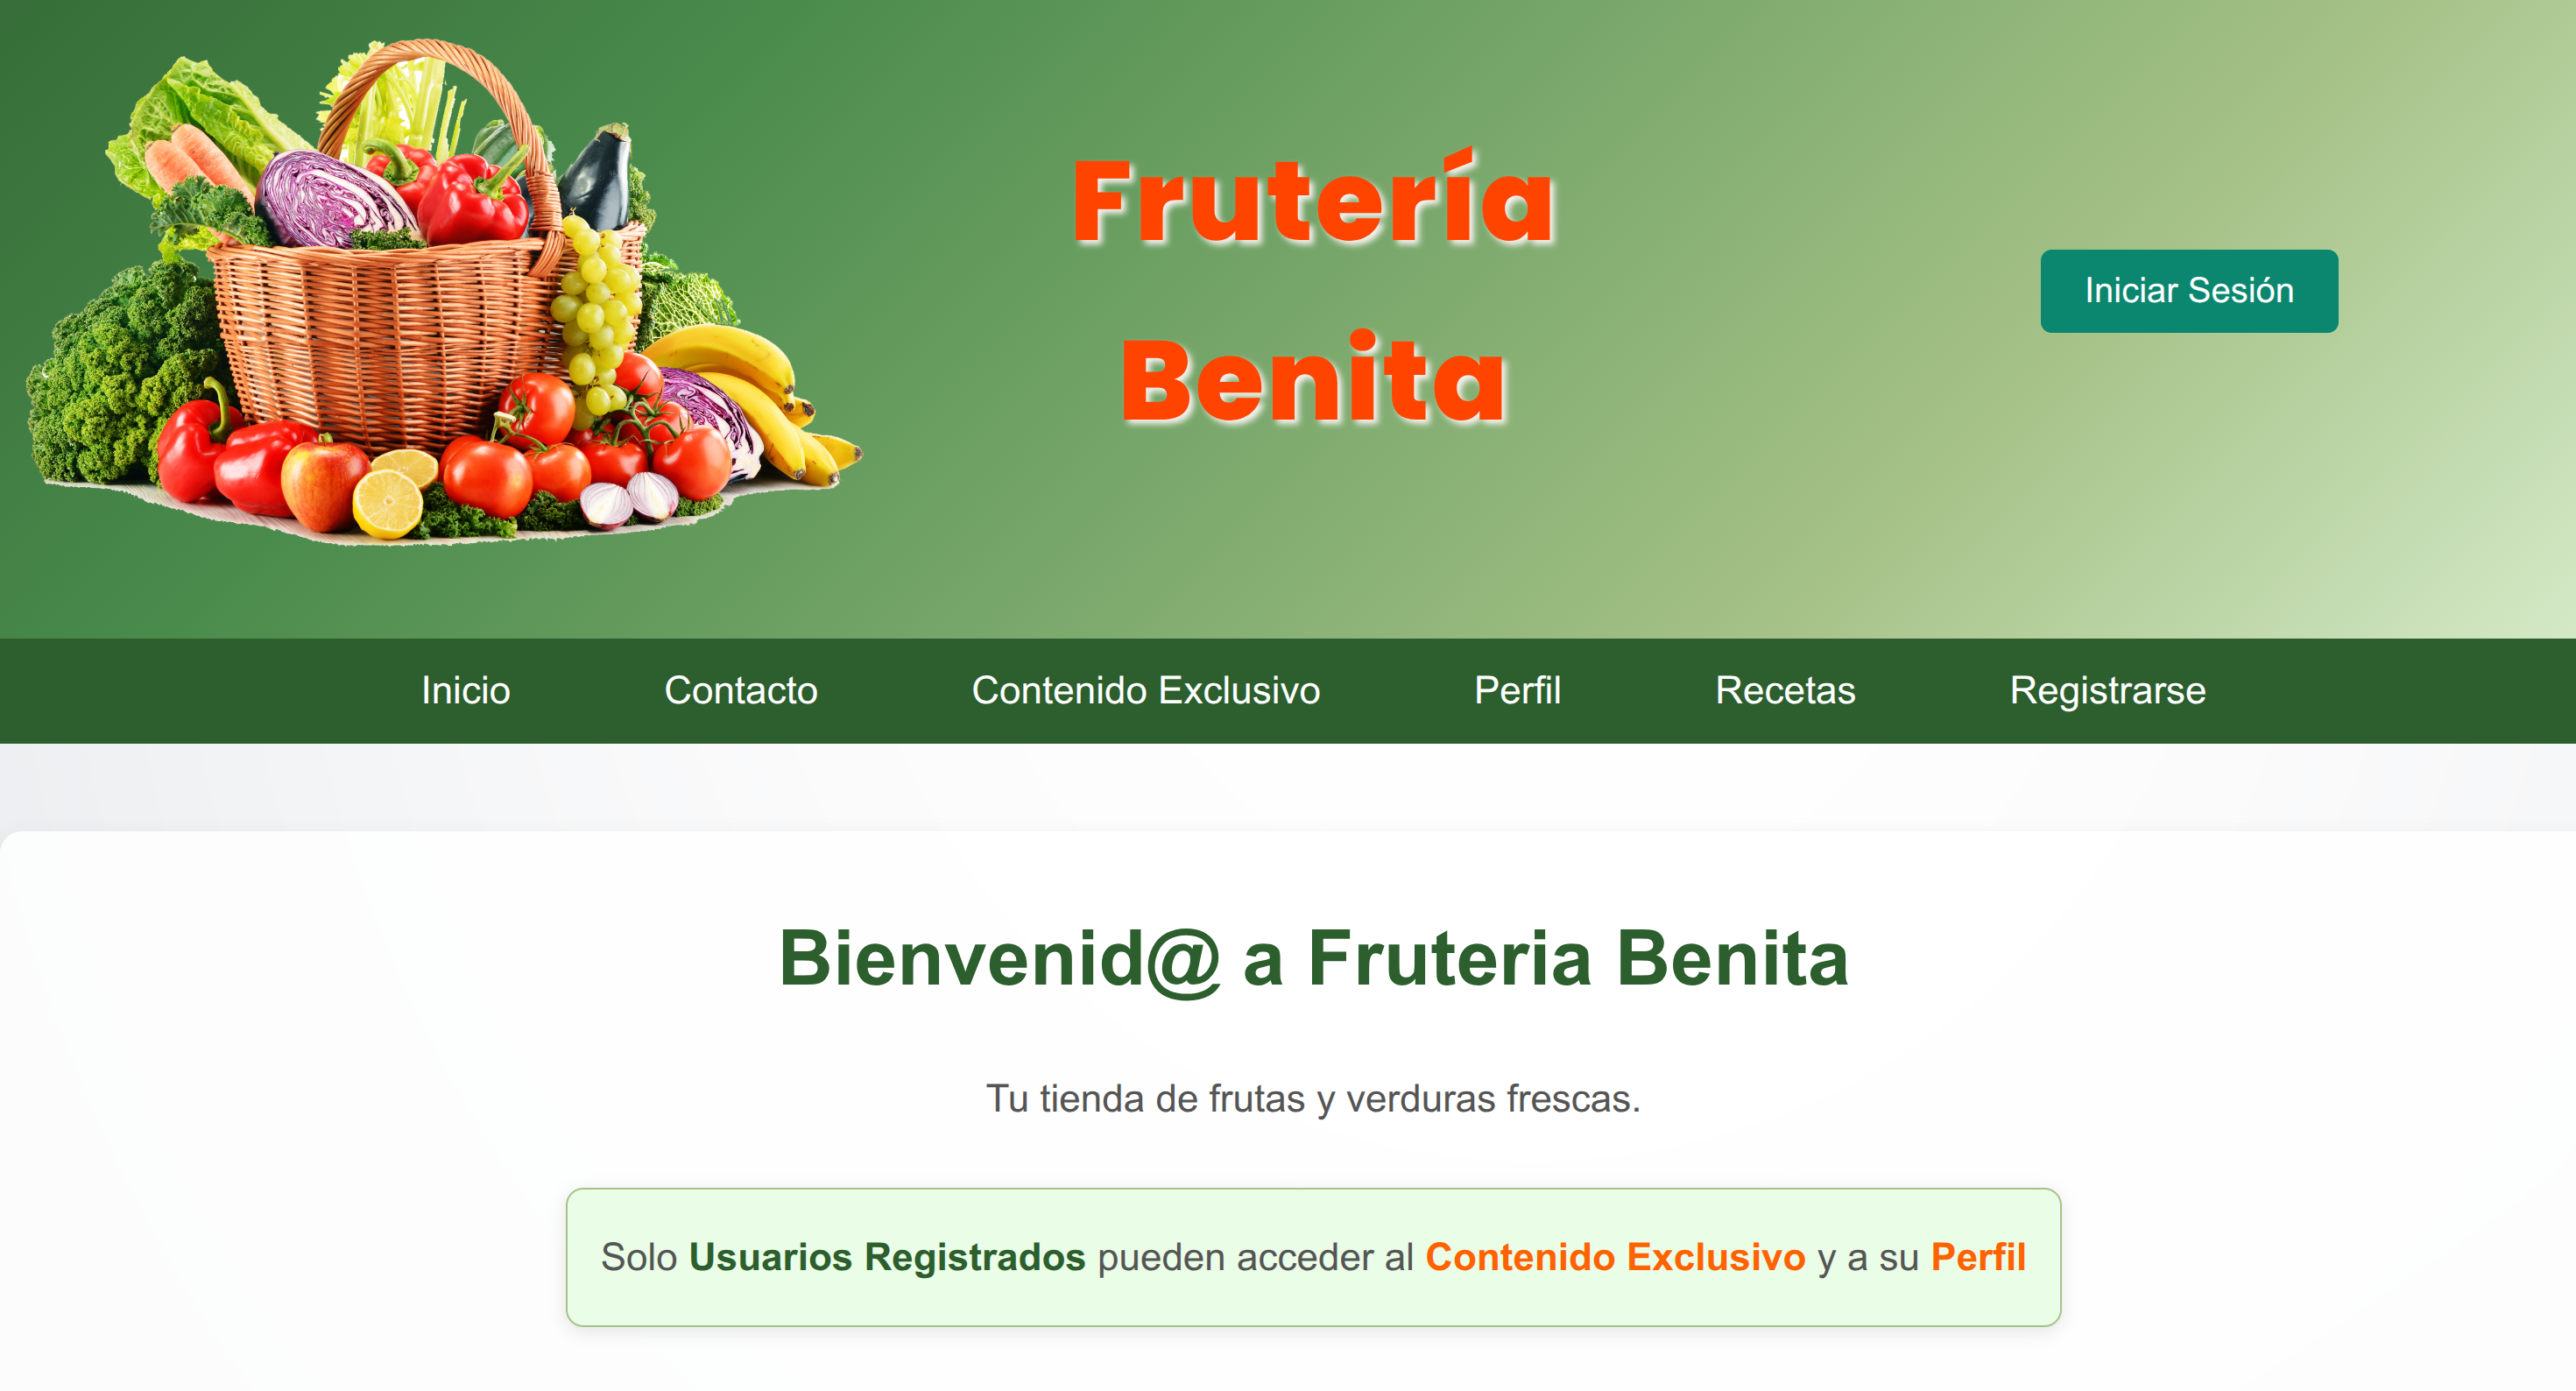 Frutería
Benita
Iniciar Sesión
Inicio Contacto Contenido Exclusivo Perfil Recetas Registrarse
Bienvenid@ a Fruteria Benita
Tu tienda de frutas y verduras frescas.
Solo Usuarios Registrados pueden acceder al Contenido Exclusivo y a su Perfil